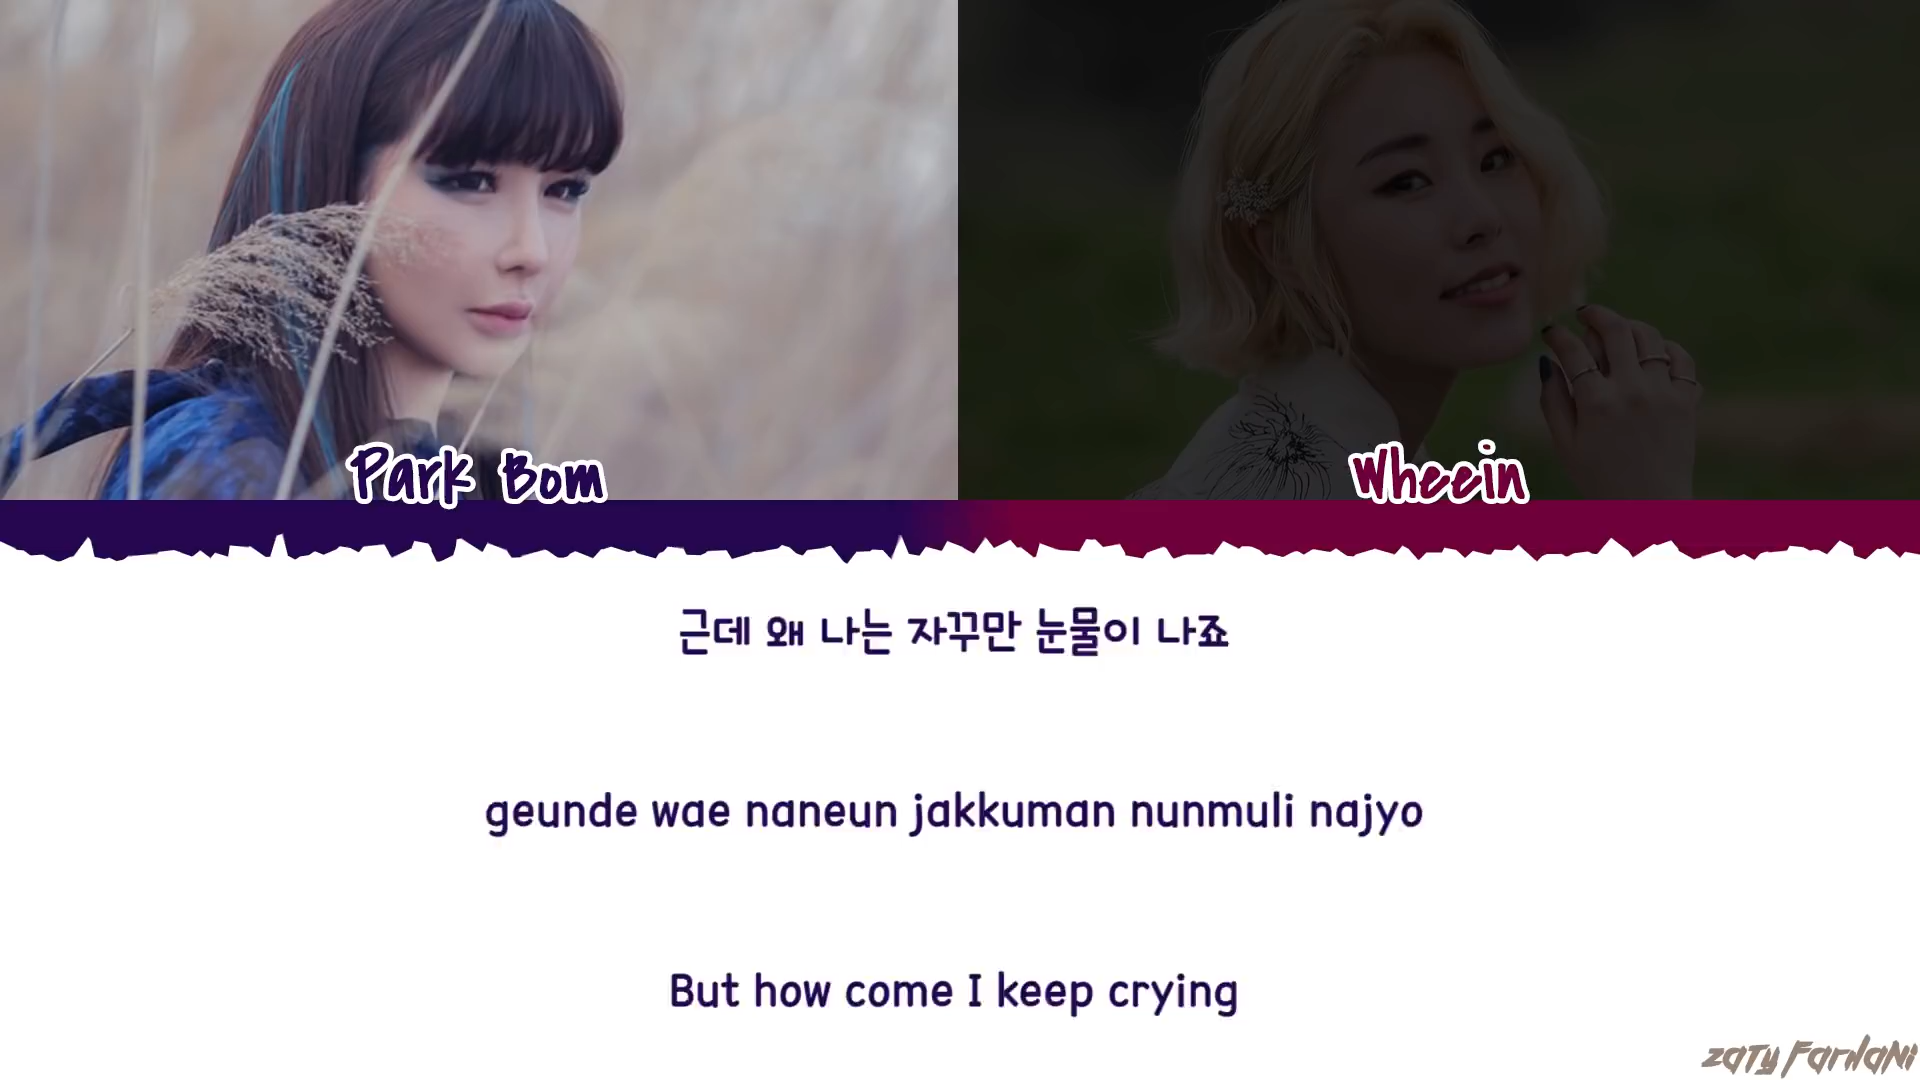 Park Bom
Wheein
근데 왜 나는 자꾸만 눈물이 나죠
geunde wae naneun jakkuman nunmuli najyo
But how come I keep crying
Zaty Farhani